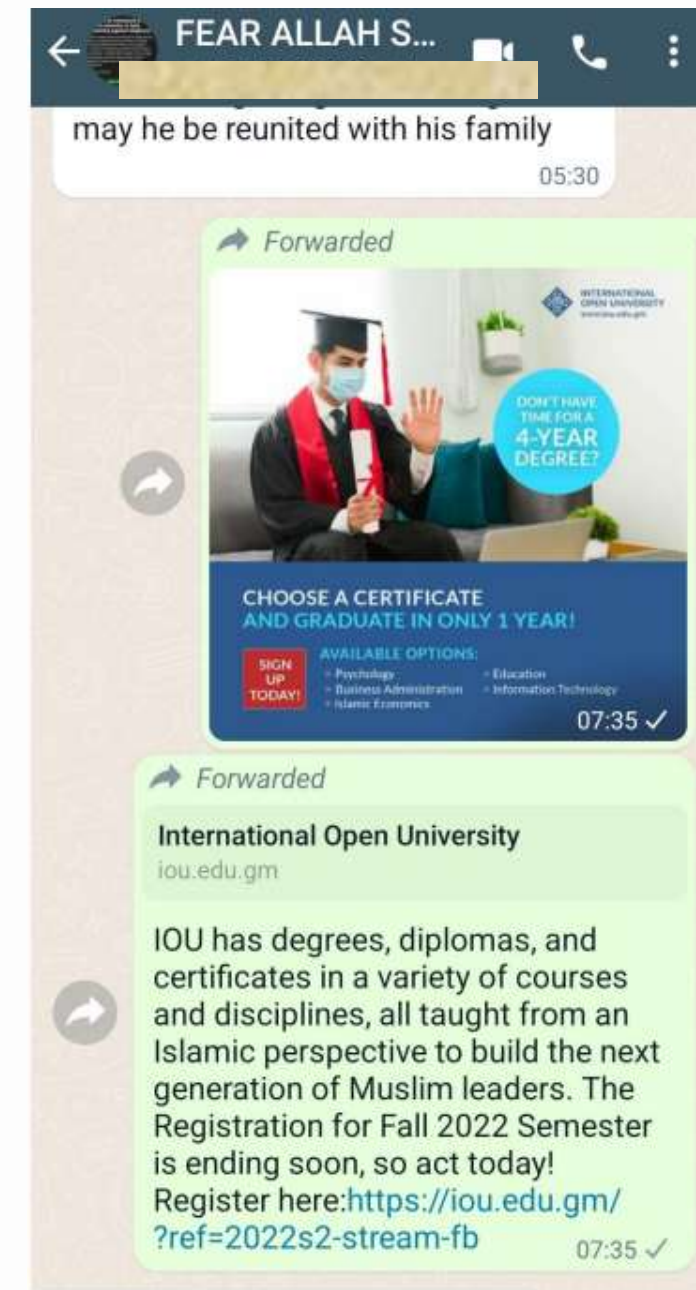 FEAR ALLAH S...
may he be reunited with his family
05:30
Forwarded
INTERNATIONAL
OPEN UNIVERSITY
www.iou.edu.gm
DON'T HAVE
TIME FOR A
4-YEAR
DEGREE?
CHOOSE A CERTIFICATE
AND GRADUATE IN ONLY 1 YEAR!
SIGN
UP
TODAY!
AVAILABLE OPTIONS:
Psychology
Business Administration
Islamic Economics
Education
Information Technology
07:35
Forwarded
International Open University
iou.edu.gm
IOU has degrees, diplomas, and
certificates in a variety of courses
and disciplines, all taught from an
Islamic perspective to build the next
generation of Muslim leaders. The
Registration for Fall 2022 Semester
is ending soon, so act today!
Register here:https://iou.edu.gm/
?ref=2022s2-stream-fb
07:35